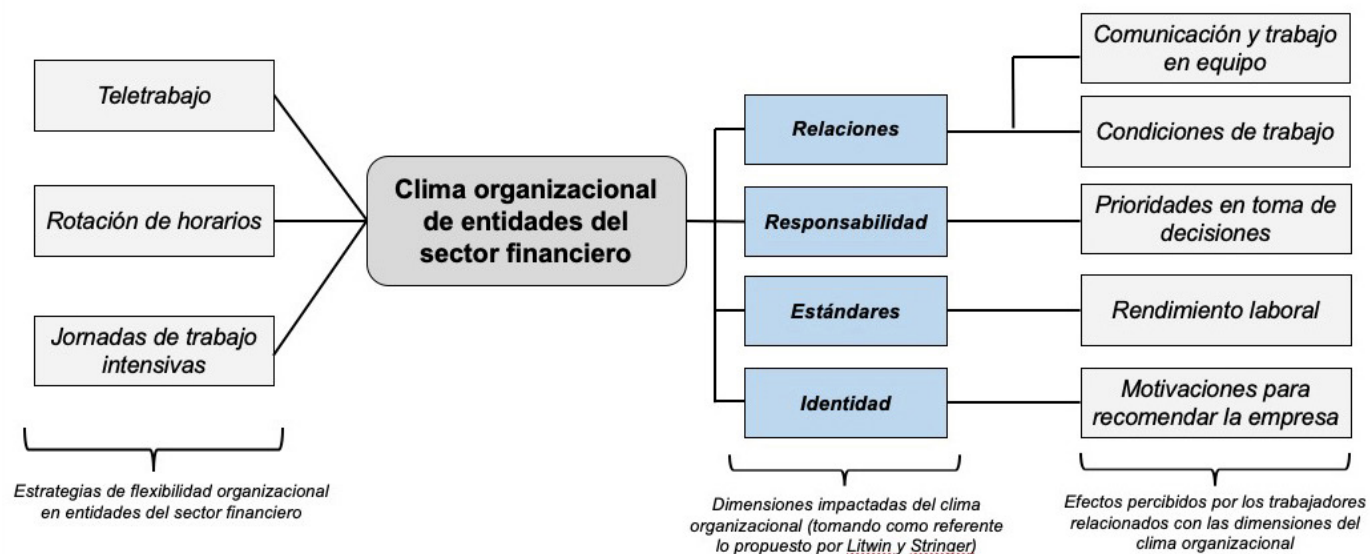 Teletrabajo
Rotación de horarios
Jornadas de trabajo
intensivas
Estrategias de flexibilidad organizacional
en entidades del sector financiero
Clima organizacional
de entidades del
sector financiero
Relaciones
Responsabilidad
Estándares
Identidad
Dimensiones impactadas del clima
organizacional (tomando como referente
lo propuesto por Litwin y Stringer)
Comunicación y trabajo
en equipo
Condiciones de trabajo
Prioridades en toma de
decisiones
Rendimiento laboral
Motivaciones para
recomendar la empresa
Efectos percibidos por los trabajadores
relacionados con las dimensiones del
clima organizacional